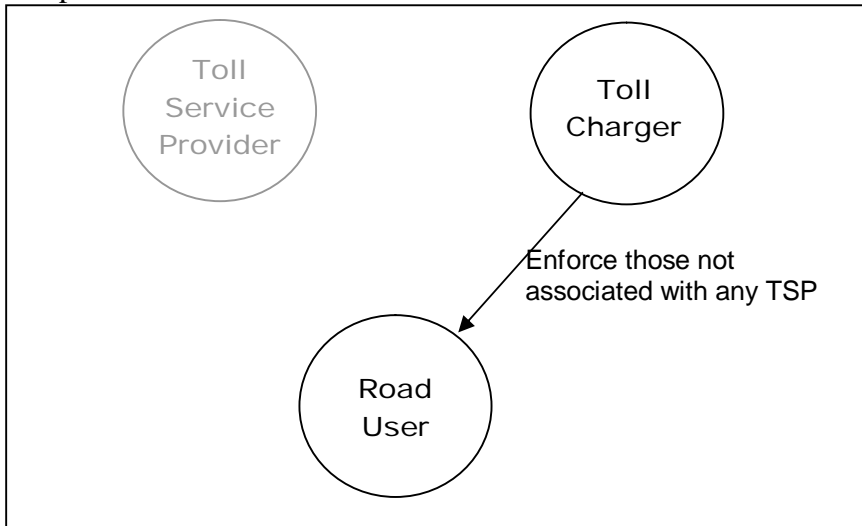 Toll
Service
Provider
Toll
Charger
Enforce those not
associated with any TSP
Road
User